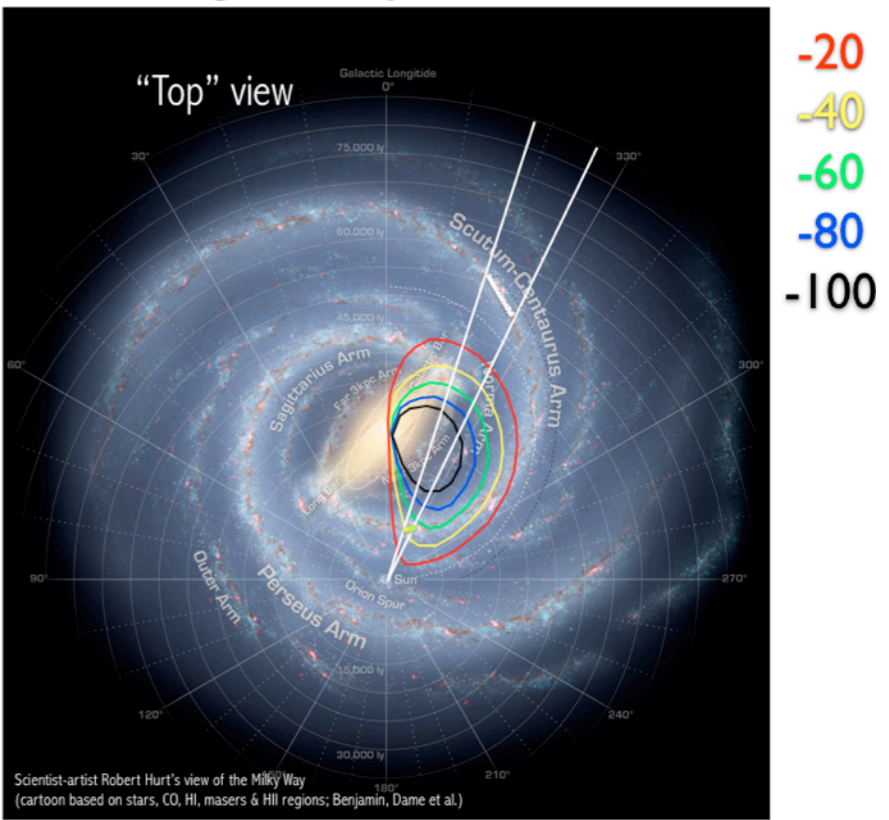 “Top” view
Galactic Longitide
0°
30°
330°
75,000 ly
60,000 ly
45,000 ly
60°
300°
Scutum-Centaurus Arm
Sagittarius Arm
Far 3kpc Arm
Norma Arm
90°
Sun
270°
Orion Spur
Outer Arm
Perseus Arm
15,000 ly
120°
240°
30,000 ly
150°
210°
180°
Scientist-artist Robert Hurt's view of the Milky Way
(cartoon based on stars, CO, HI, masers & HII regions; Benjamin, Dame et al.)
-20
-40
-60
-80
-100